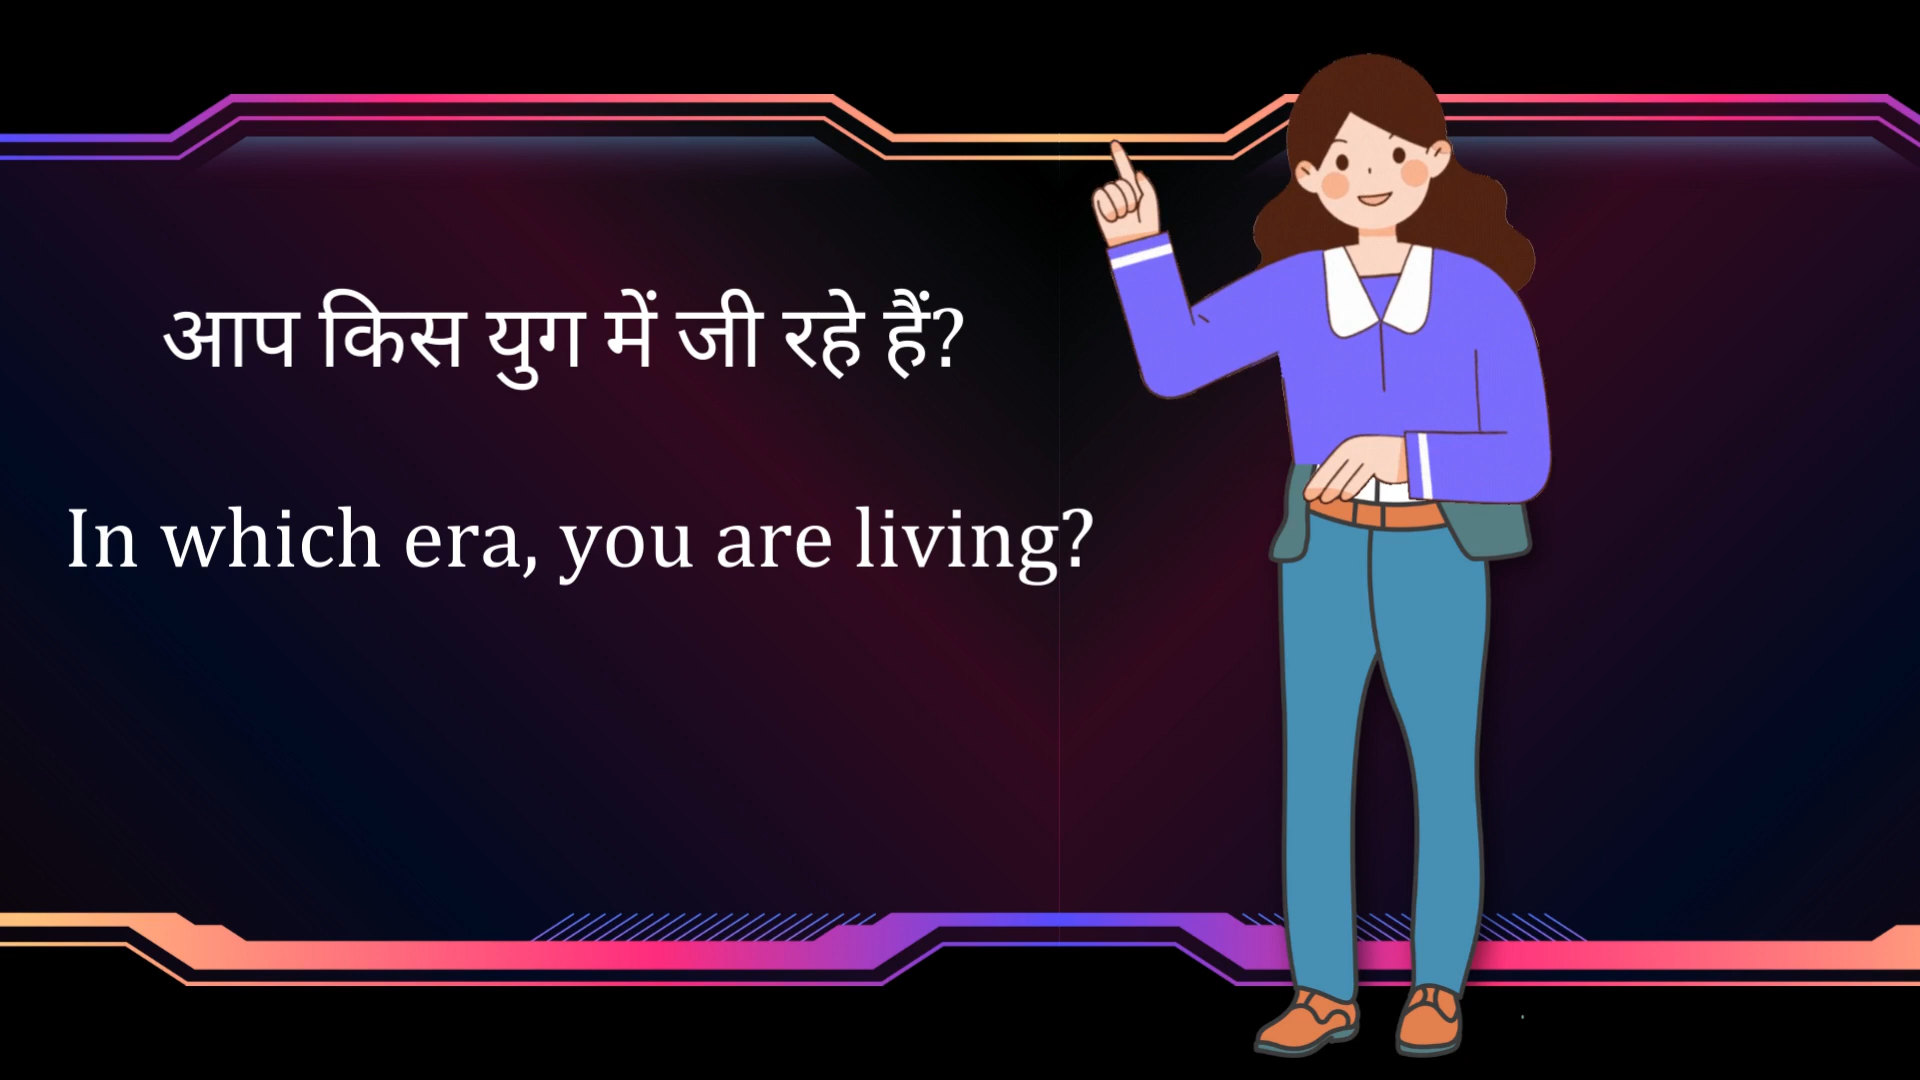 आप किस युग में जी रहे हैं?
In which era, you are living?